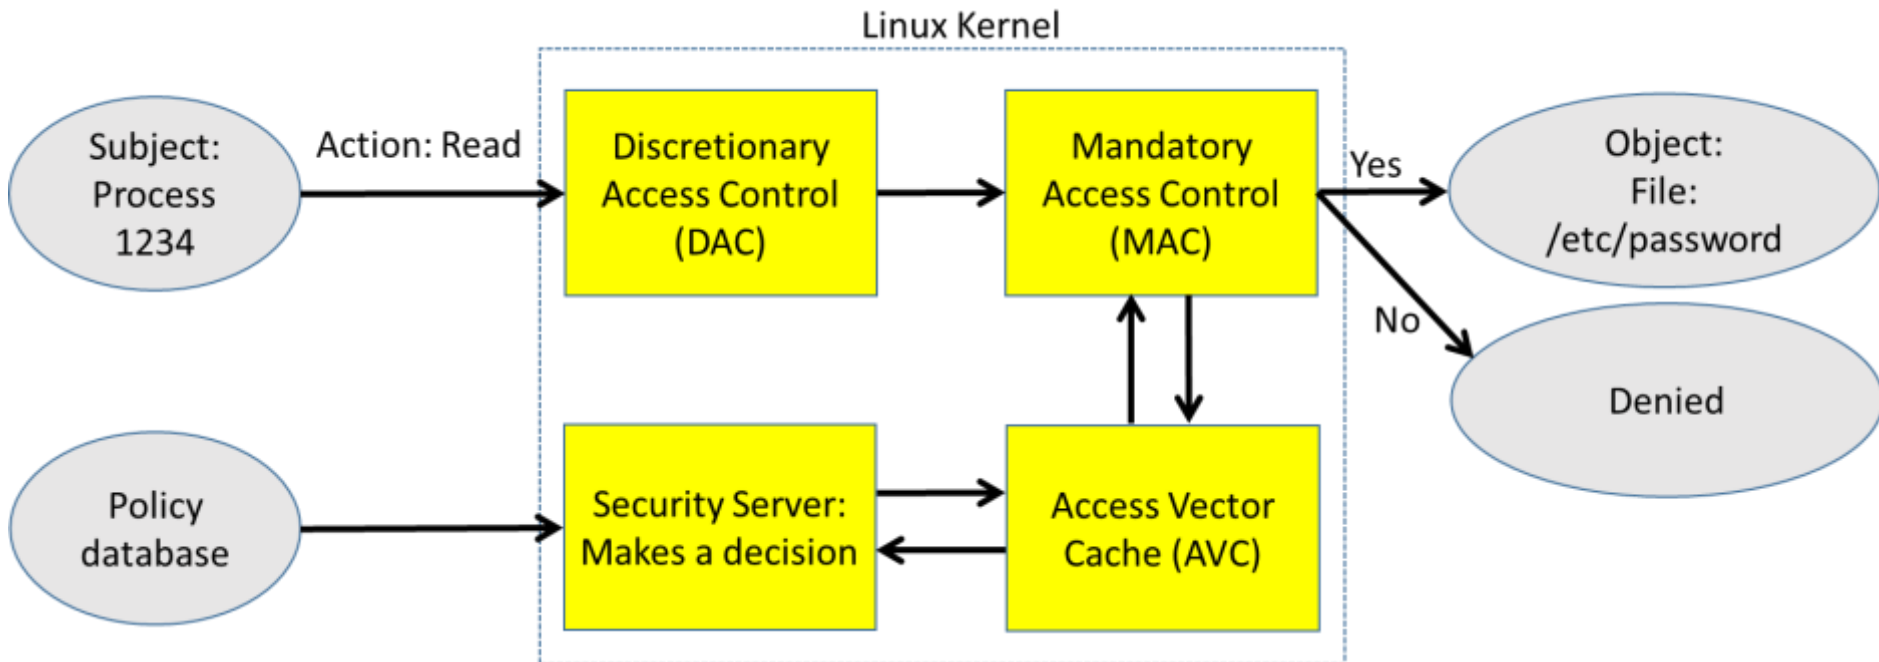 Linux Kernel
Subject:
Process
1234
Action: Read
Discretionary
Access Control
(DAC)
Mandatory
Access Control
(MAC)
Yes
Object:
File:
/etc/password
No
Denied
Policy
database
Security Server:
Makes a decision
Access Vector
Cache (AVC)